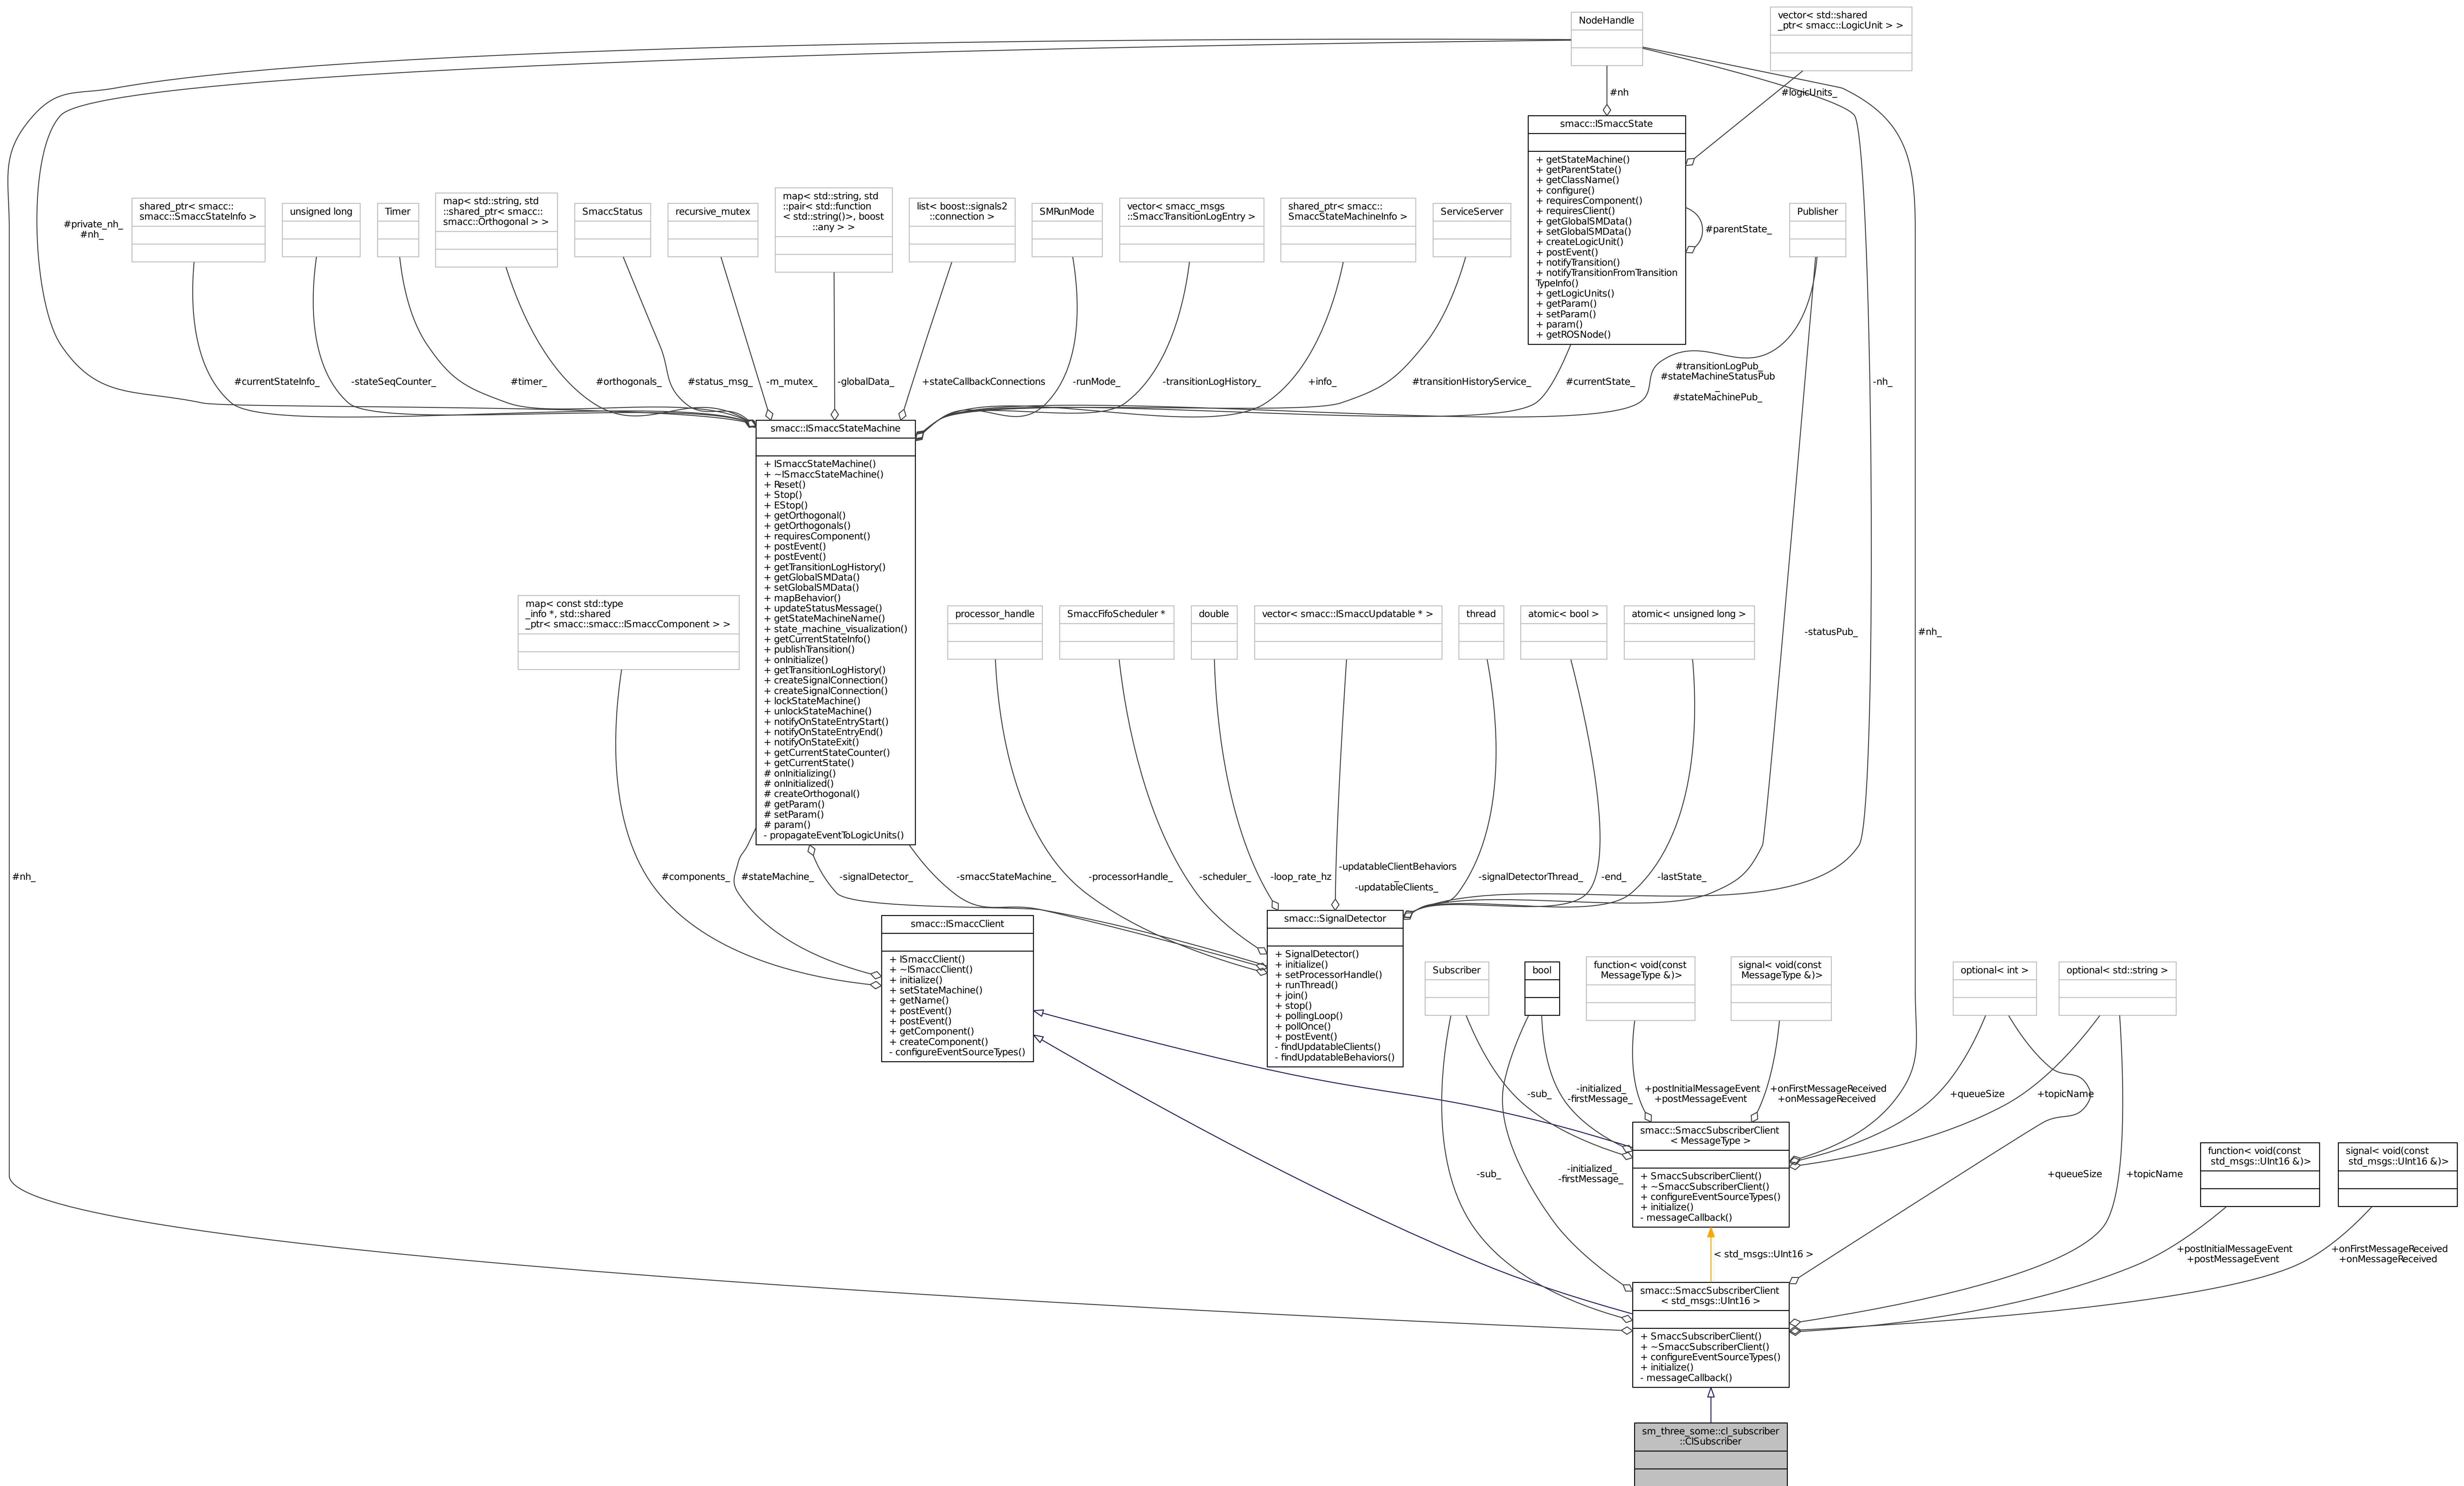 NodeHandle
vector< std::shared
_ptr< smacc::LogicUnit > >
#nh
#logicUnits_
smacc::ISmaccState
+ getStateMachine()
+ getParentState()
+ getClassName()
+ configure()
+ requiresComponent()
+ requiresClient()
+ getGlobalSMData()
+ setGlobalSMData()
+ createLogicUnit()
+ postEvent()
+ notifyTransition()
+ notifyTransitionFromTransition
TypeInfo()
+ getLogicUnits()
+ getParam()
+ setParam()
+ param()
+ getROSNode()
#parentState_
#private_nh_
#nh_
shared_ptr< smacc::
smacc::SmaccStateInfo >
unsigned long
Timer
map< std::string, std
::shared_ptr< smacc::
smacc::Orthogonal > >
SmaccStatus
recursive_mutex
map< std::string, std
::pair< std::function
< std::string()>, boost
::any > >
list< boost::signals2
::connection >
SMRunMode
vector< smacc_msgs
::SmaccTransitionLogEntry >
shared_ptr< smacc::
SmaccStateMachineInfo >
ServiceServer
Publisher
#currentStateInfo_
-stateSeqCounter_
#timer_
#orthogonals_
#status_msg_
-m_mutex_
-globalData_
+stateCallbackConnections
-runMode_
-transitionLogHistory_
+info_
#transitionHistoryService_
#currentState_
#transitionLogPub_
#stateMachineStatusPub
_
#stateMachinePub_
-nh_
smacc::ISmaccStateMachine
+ ISmaccStateMachine()
+ ~ISmaccStateMachine()
+ Reset()
+ Stop()
+ EStop()
+ getOrthogonal()
+ getOrthogonals()
+ requiresComponent()
+ postEvent()
+ postEvent()
+ getTransitionLogHistory()
+ getGlobalSMData()
+ setGlobalSMData()
+ mapBehavior()
+ updateStatusMessage()
+ getStateMachineName()
+ state_machine_visualization()
+ getCurrentStateInfo()
+ publishTransition()
+ onInitialize()
+ getTransitionLogHistory()
+ createSignalConnection()
+ createSignalConnection()
+ lockStateMachine()
+ unlockStateMachine()
+ notifyOnStateEntryStart()
+ notifyOnStateEntryEnd()
+ notifyOnStateExit()
+ getCurrentStateCounter()
+ getCurrentState()
# onInitializing()
# onInitialized()
# createOrthogonal()
# getParam()
# setParam()
# param()
- propagateEventToLogicUnits()
map< const std::type
_info *, std::shared
_ptr< smacc::smacc::ISmaccComponent > >
processor_handle
SmaccFifoScheduler *
double
vector< smacc::ISmaccUpdatable * >
thread
atomic< bool >
atomic< unsigned long >
-statusPub_
#nh_
#nh_
#components_
#stateMachine_
-signalDetector_
-smaccStateMachine_
-processorHandle_
-scheduler_
-loop_rate_hz
-updatableClientBehaviors
_
-updatableClients_
-signalDetectorThread_
-end_
-lastState_
smacc::ISmaccClient
+ ISmaccClient()
+ ~ISmaccClient()
+ initialize()
+ setStateMachine()
+ getName()
+ postEvent()
+ postEvent()
+ getComponent()
+ createComponent()
- configureEventSourceTypes()
smacc::SignalDetector
+ SignalDetector()
+ initialize()
+ setProcessorHandle()
+ runThread()
+ join()
+ stop()
+ pollingLoop()
+ pollOnce()
+ postEvent()
- findUpdatableClients()
- findUpdatableBehaviors()
Subscriber
bool
function< void(const
MessageType &)>
signal< void(const
MessageType &)>
optional< int >
optional< std::string >
-sub_
-initialized_
-firstMessage_
+postInitialMessageEvent
+postMessageEvent
+onFirstMessageReceived
+onMessageReceived
+queueSize
+topicName
smacc::SmaccSubscriberClient
< MessageType >
+ SmaccSubscriberClient()
+ ~SmaccSubscriberClient()
+ configureEventSourceTypes()
+ initialize()
- messageCallback()
function< void(const
std_msgs::UInt16 &)>
signal< void(const
std_msgs::UInt16 &)>
-sub_
-initialized_
-firstMessage_
+queueSize
+topicName
< std_msgs::UInt16 >
+postInitialMessageEvent
+postMessageEvent
+onFirstMessageReceived
+onMessageReceived
smacc::SmaccSubscriberClient
< std_msgs::UInt16 >
+ SmaccSubscriberClient()
+ ~SmaccSubscriberClient()
+ configureEventSourceTypes()
+ initialize()
- messageCallback()
sm_three_some::cl_subscriber
::ClSubscriber